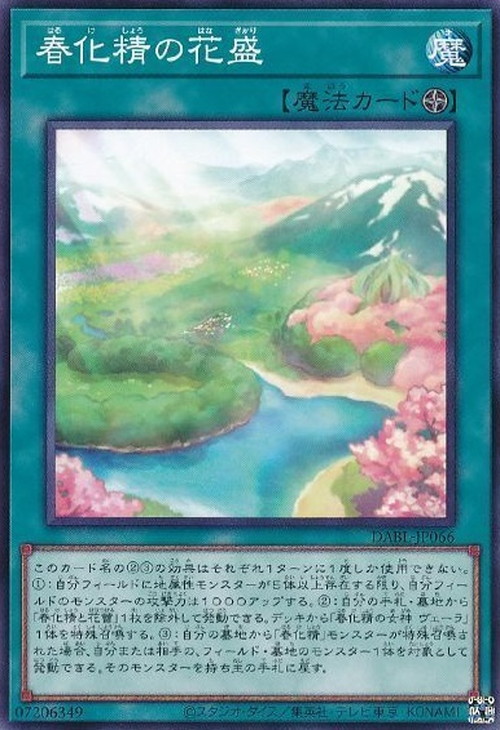 春化精の花盛
魔
【魔法カード】
DABL-JP066
このカード名の②③の効果はそれぞれ1ターンに1度しか使用できない。
①：自分フィールドに地属性モンスターが5体以上存在する限り、自分フィー
ルドのモンスターの攻撃力は1000アップする。②：自分の手札・墓地から
「春化精と花蕾」1枚を除外して発動できる。デッキから「春化精の女神 ヴェーラ」
1体を特殊召喚する。③：自分の墓地から「春化精」モンスターが特殊召喚さ
れた場合、自分または相手の、フィールド・墓地のモンスター1体を対象として
発動できる。そのモンスターを持ち主の手札に戻す。
07206349
©スタジオ・ダイス/集英社・テレビ東京・KONAMI